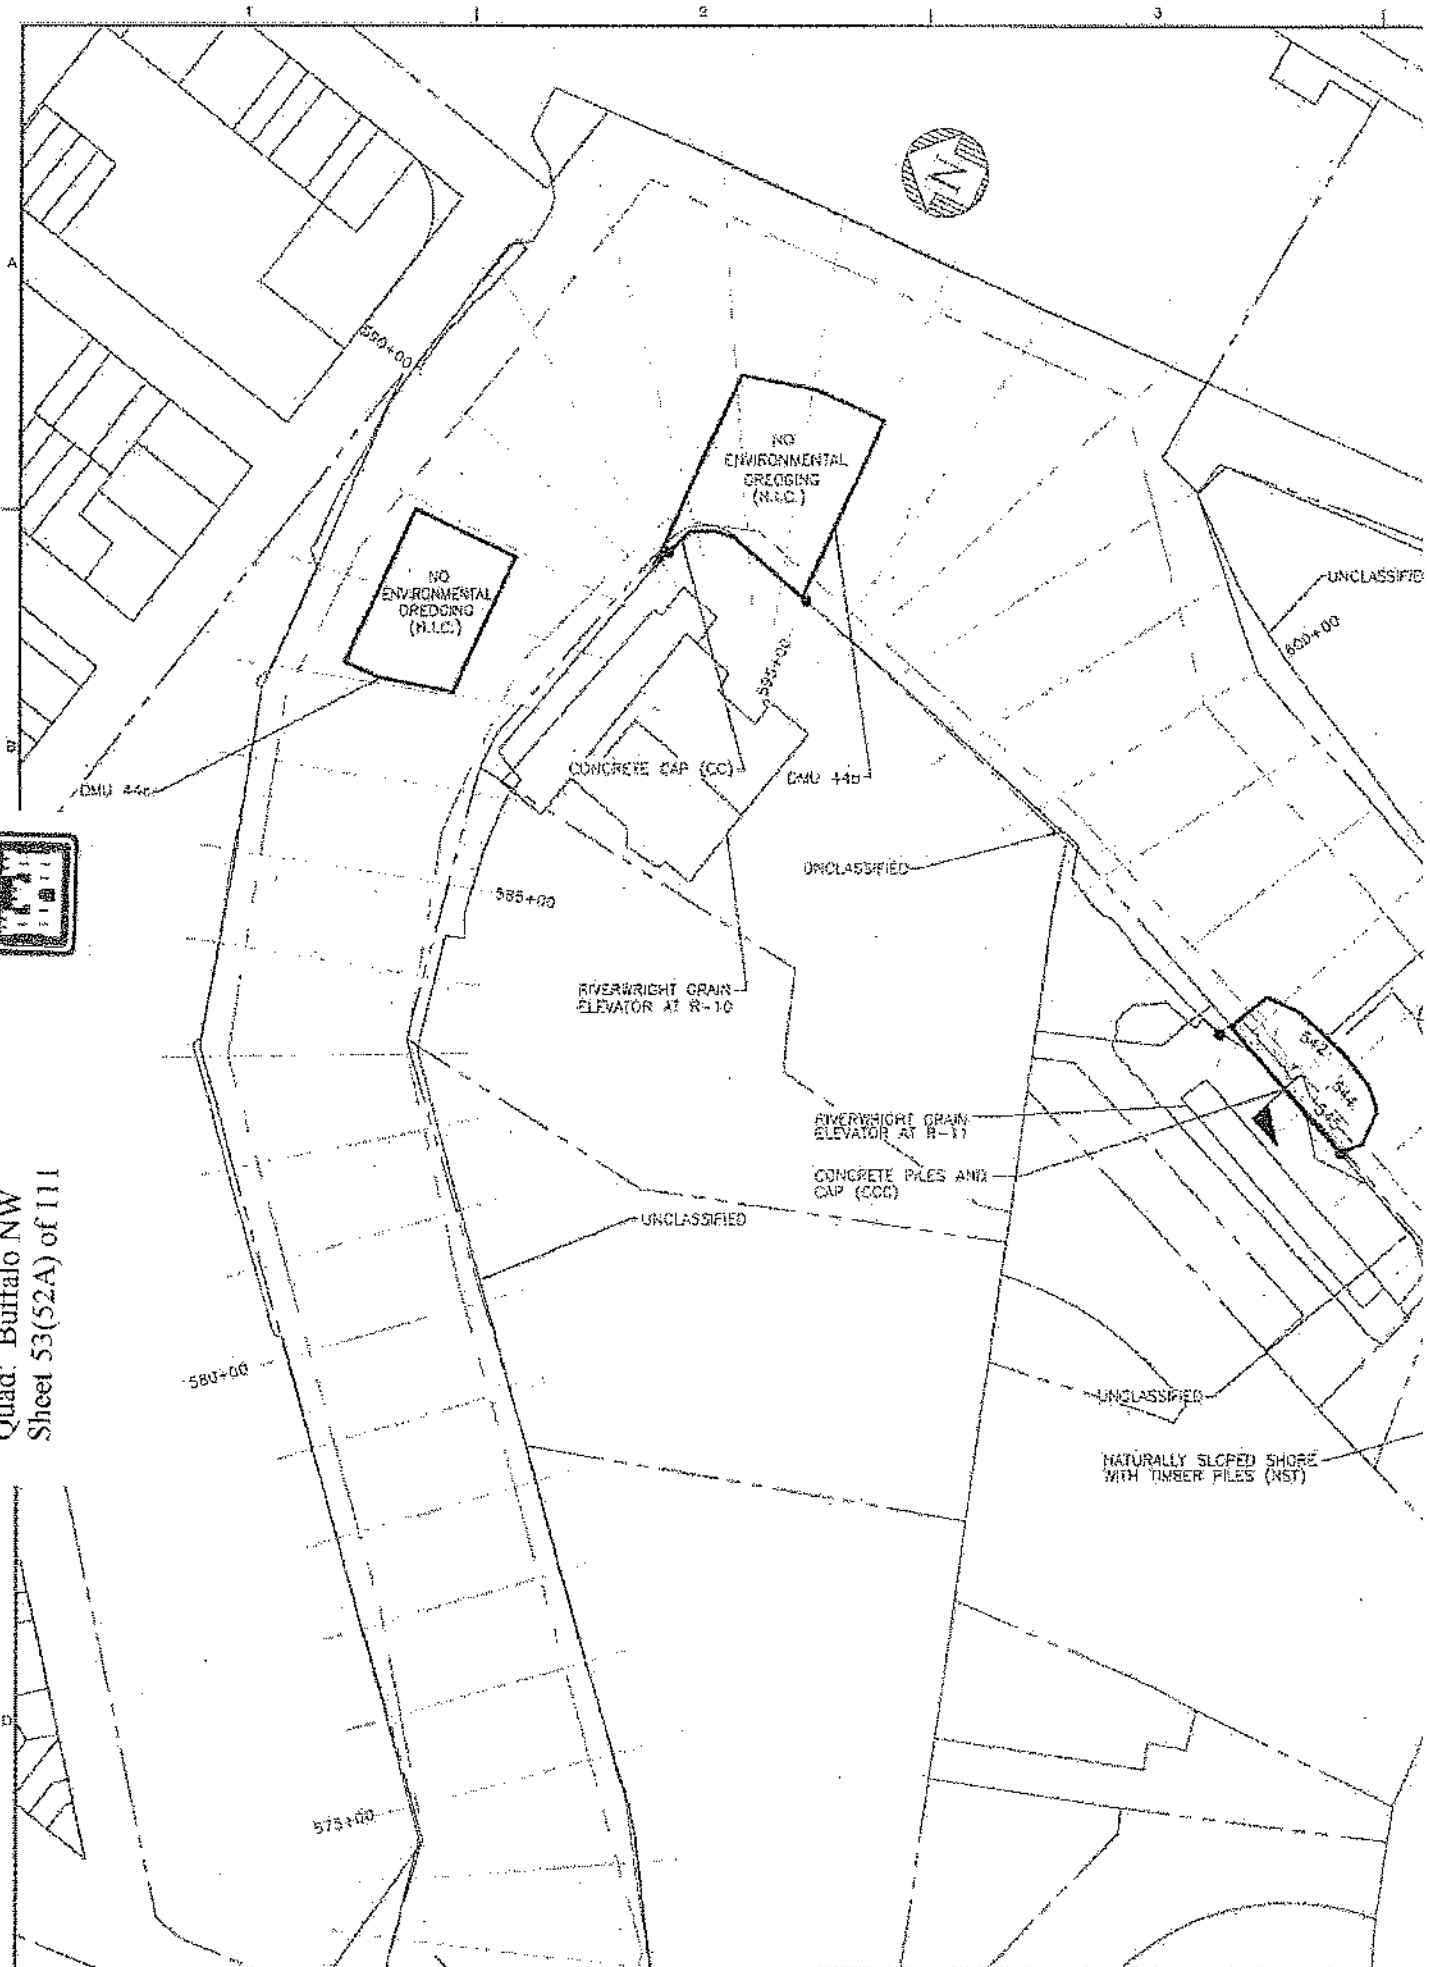 1
2
3
A
N
590+00
NO
ENVIRONMENTAL
DREDGING
(N.I.C.)
NO
ENVIRONMENTAL
DREDGING
(N.I.C.)
UNCLASSIFIED
600+00
595+00
B
CONCRETE CAP (CC)
DMU 44b
DMU
UNCLASSIFIED
585+00
RIVERWRIGHT GRAIN
ELEVATOR AT R-10
542
544
546
RIVERWRIGHT GRAIN
ELEVATOR AT R-11
CONCRETE PILES AND
CAP (CCC)
UNCLASSIFIED
Quad: Buffalo NW
Sheet 53(52A) of 111
580+00
UNCLASSIFIED
NATURALLY SLOPED SHORE
WITH TIMBER PILES (NST)
D
575+00